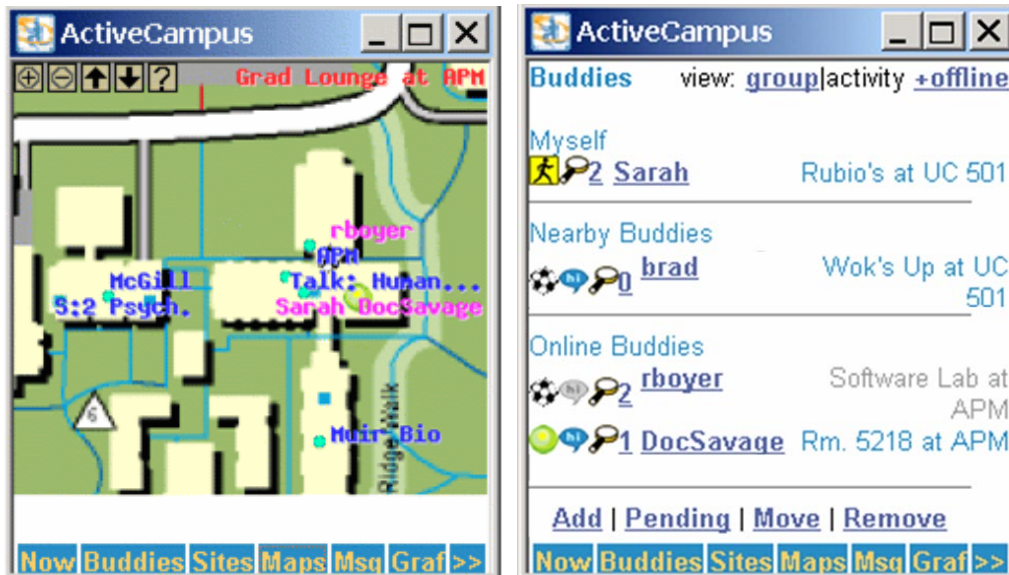 ActiveCampus
Grad Lounge at APM
rboyer
APM
McGill
Talk: Human...
S:2 Psych.
Sarah DocSavage
6
Muir Bio
Ridge Walk
Now Buddies Sites Maps Msg Graf >>
ActiveCampus
Buddies view: group|activity +offline
Myself
2 Sarah Rubio's at UC 501
Nearby Buddies
hi 0 brad Wok's Up at UC
501
Online Buddies
hi 2 rboyer Software Lab at
APM
hi 1 DocSavage Rm. 5218 at APM
Add | Pending | Move | Remove
Now Buddies Sites Maps Msg Graf >>